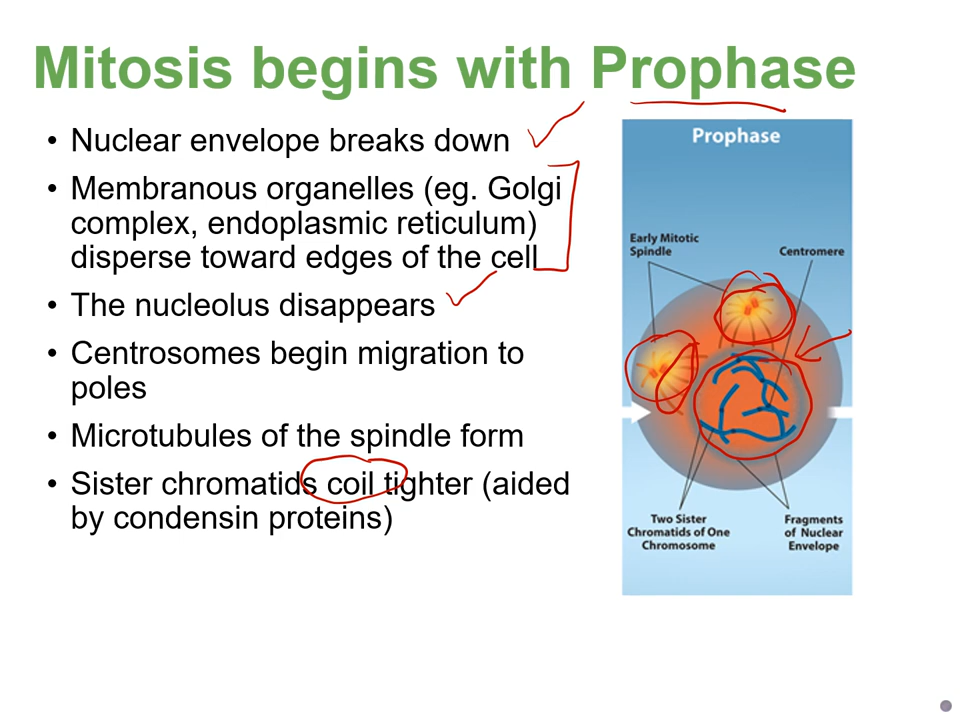 Mitosis begins with Prophase
• Nuclear envelope breaks down
• Membranous organelles (eg. Golgi
complex, endoplasmic reticulum)
disperse toward edges of the cell
• The nucleolus disappears
• Centrosomes begin migration to
poles
• Microtubules of the spindle form
• Sister chromatids coil tighter (aided
by condensin proteins)
Prophase
Early Mitotic
Spindle
Centromere
Two Sister
Chromatids of One
Chromosome
Fragments
of Nuclear
Envelope